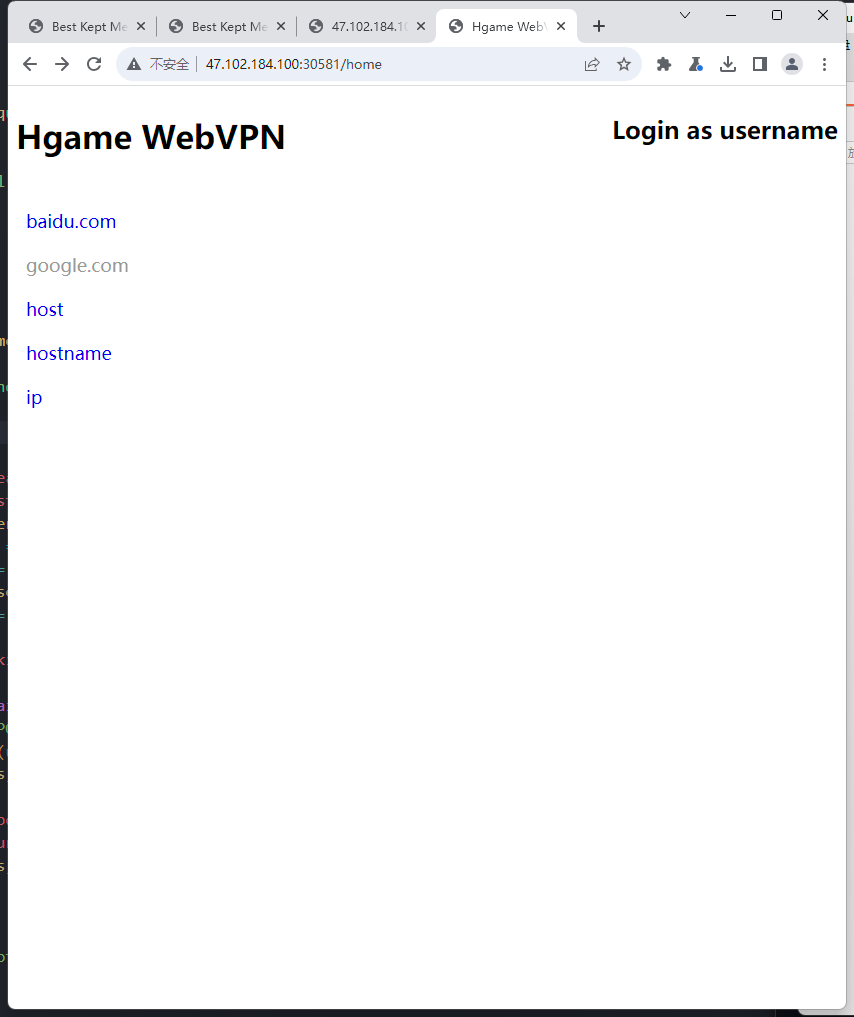 Best Kept Me
Best Kept Me
47.102.184.10
Hgame Web
不安全
47.102.184.100:30581/home
Hgame WebVPN
Login as username
baidu.com
google.com
host
hostname
ip